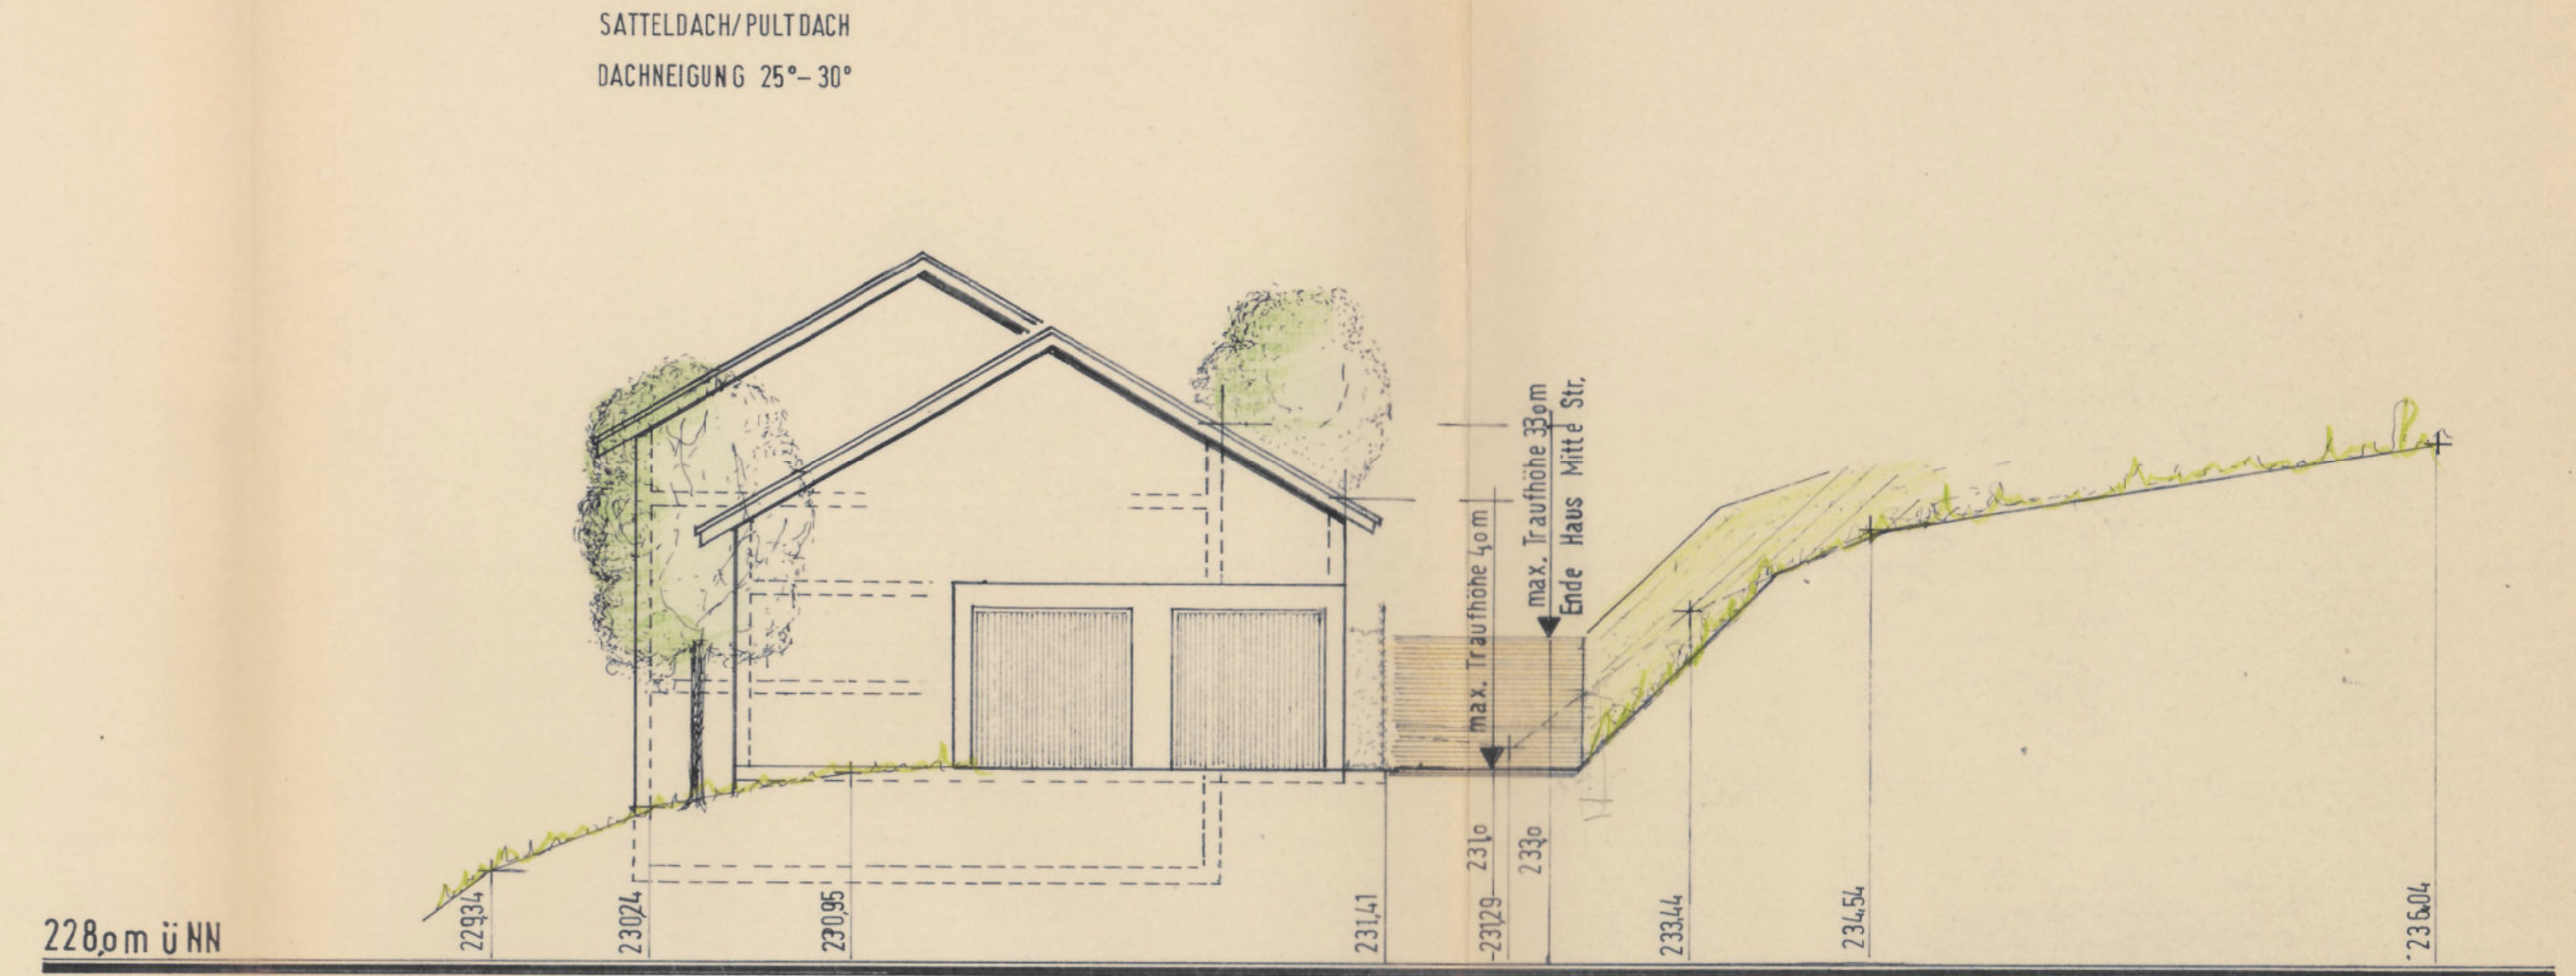 SATTELDACH/PULTDACH
DACHNEIGUNG 25°–30°
max. Traufhöhe 4,0m
max. Traufhöhe 3,30m
Ende Haus Mitte Str.
231,0
233,0
228,0 m ü NN
229,34
230,24
230,95
231,41
231,29
233,44
234,54
236,04